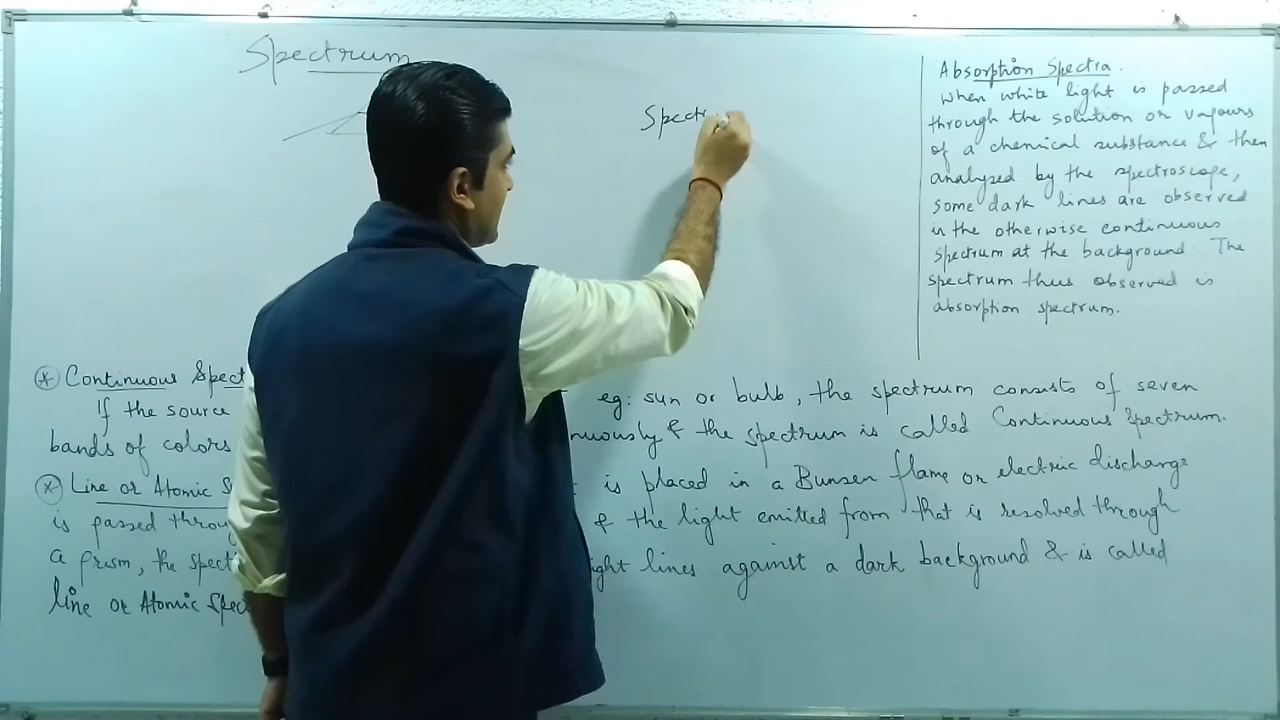 Spectrum
Spectr
Absorption Spectra.
When white light is passed
through the solution or vapours
of a chemical substance & then
analyzed by the spectroscope,
some dark lines are observed
in the otherwise continuous
spectrum at the background. The
spectrum thus observed is
absorption spectrum.
* Continuous Spect
If the source eg: sun or bulb, the spectrum consists of seven
bands of colors nuously & the spectrum is called Continuous Spectrum.
* Line or Atomic S is placed in a Bunsen flame or electric discharge
is passed throu & the light emitted from that is resolved through
a prism, the spect ight lines against a dark background & is called
line or Atomic Spec